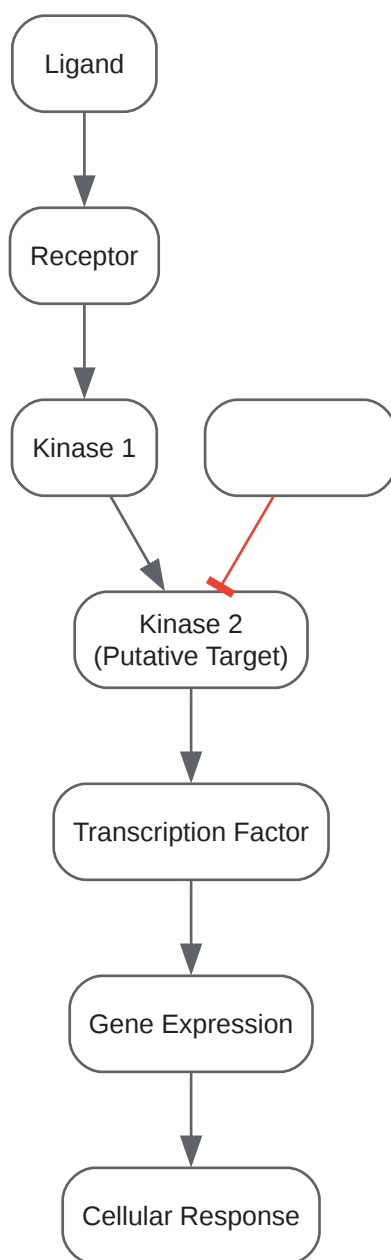 Ligand
Receptor
Kinase 1
Kinase 2
(Putative Target)
Transcription Factor
Gene Expression
Cellular Response